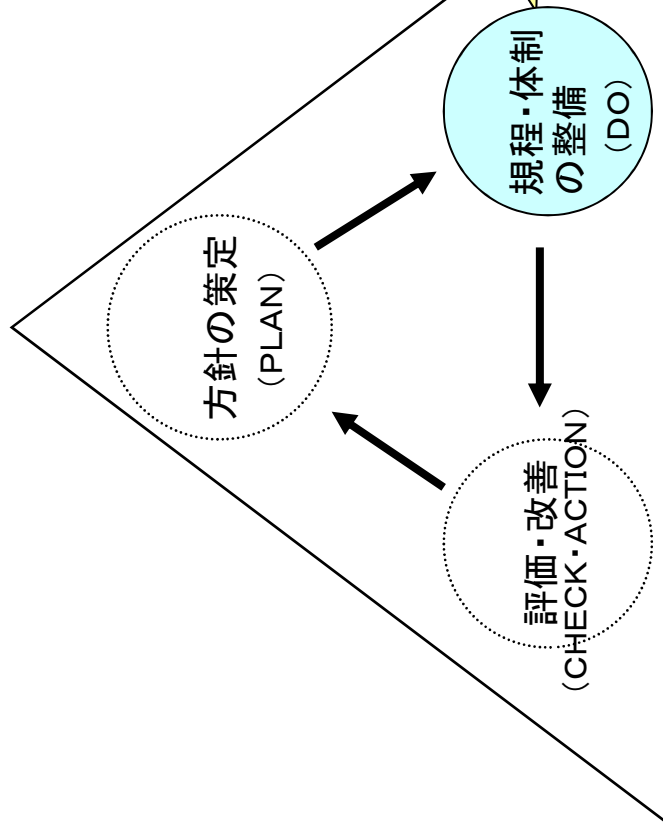 方針の策定
（PLAN）
規程・体制
の整備
（DO）
評価・改善
（CHECK・ACTION）